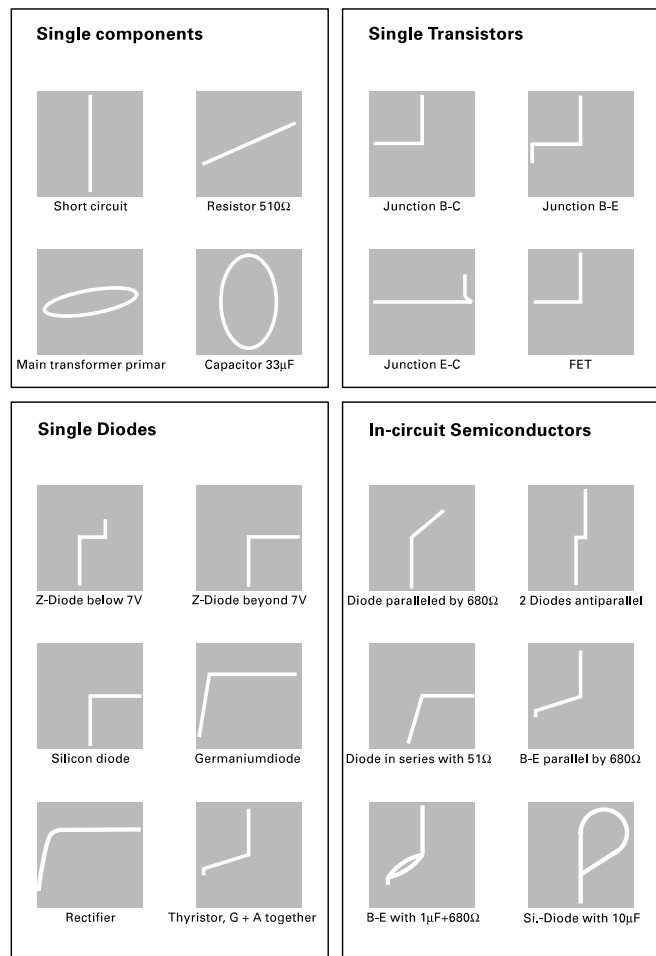 Single components
Short circuit
Resistor 510Ω
Main transformer primar
Capacitor 33µF
Single Transistors
Junction B-C
Junction B-E
Junction E-C
FET
Single Diodes
Z-Diode below 7V
Z-Diode beyond 7V
Silicon diode
Germaniumdiode
Rectifier
Thyristor, G + A together
In-circuit Semiconductors
Diode paralleled by 680Ω
2 Diodes antiparallel
Diode in series with 51Ω
B-E parallel by 680Ω
B-E with 1µF+680Ω
Si.-Diode with 10µF